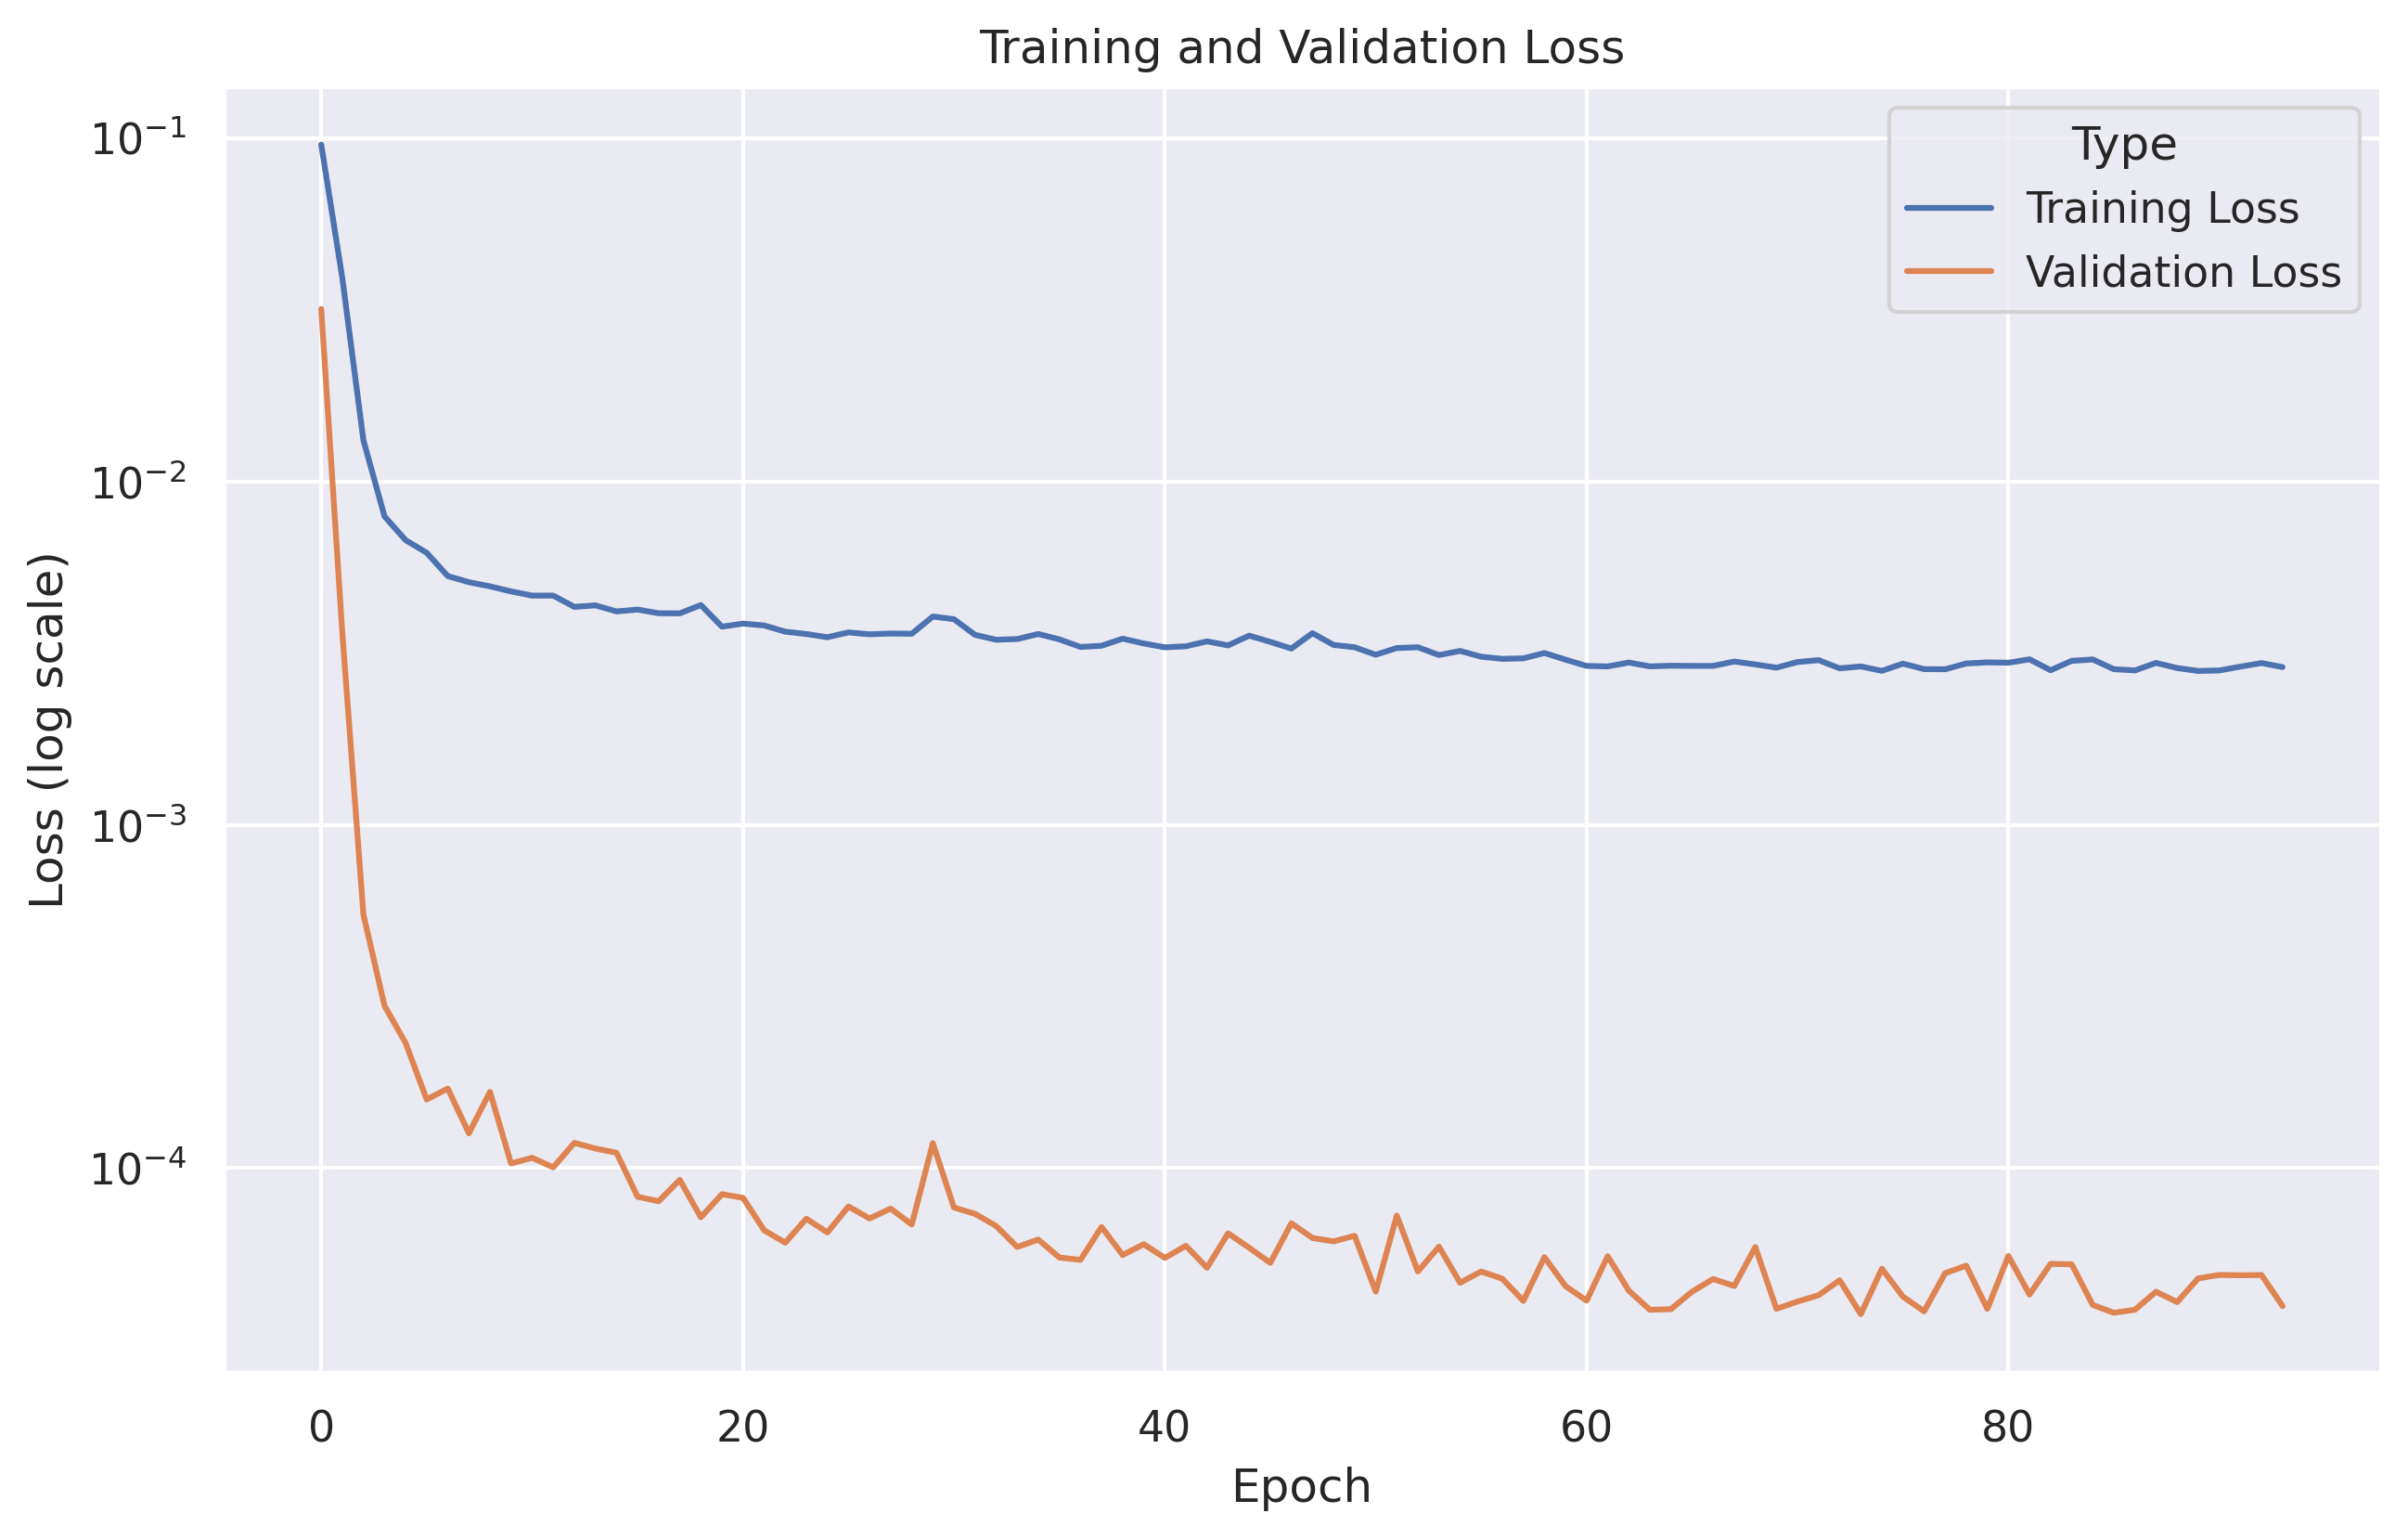 Training and Validation Loss
Type
Training Loss
Validation Loss
Loss (log scale)
10⁻¹
10⁻²
10⁻³
10⁻⁴
0 20 40 60 80
Epoch